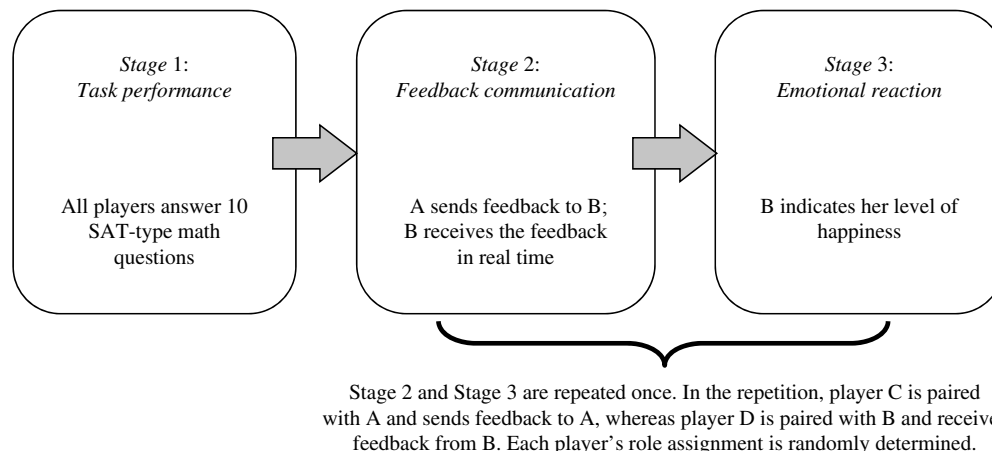 Stage 1:
Task performance
All players answer 10
SAT-type math
questions
Stage 2:
Feedback communication
A sends feedback to B;
B receives the feedback
in real time
Stage 3:
Emotional reaction
B indicates her level of
happiness
Stage 2 and Stage 3 are repeated once. In the repetition, player C is paired
with A and sends feedback to A, whereas player D is paired with B and receive
feedback from B. Each player’s role assignment is randomly determined.